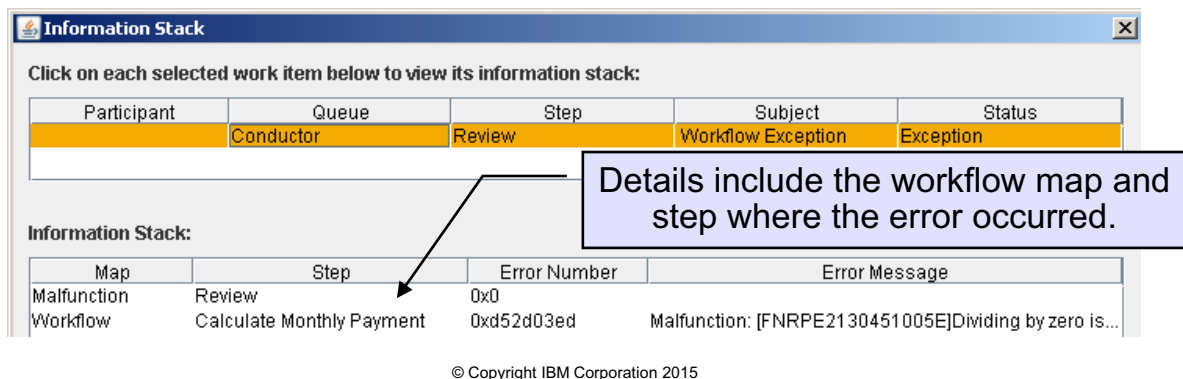 Information Stack
Click on each selected work item below to view its information stack:
Participant Queue Step Subject Status
Conductor Review Workflow Exception Exception
Details include the workflow map and
step where the error occurred.
Information Stack:
Map Step Error Number Error Message
Malfunction Review 0x0
Workflow Calculate Monthly Payment 0xd52d03ed Malfunction: [FNRPE2130451005E]Dividing by zero is...
© Copyright IBM Corporation 2015